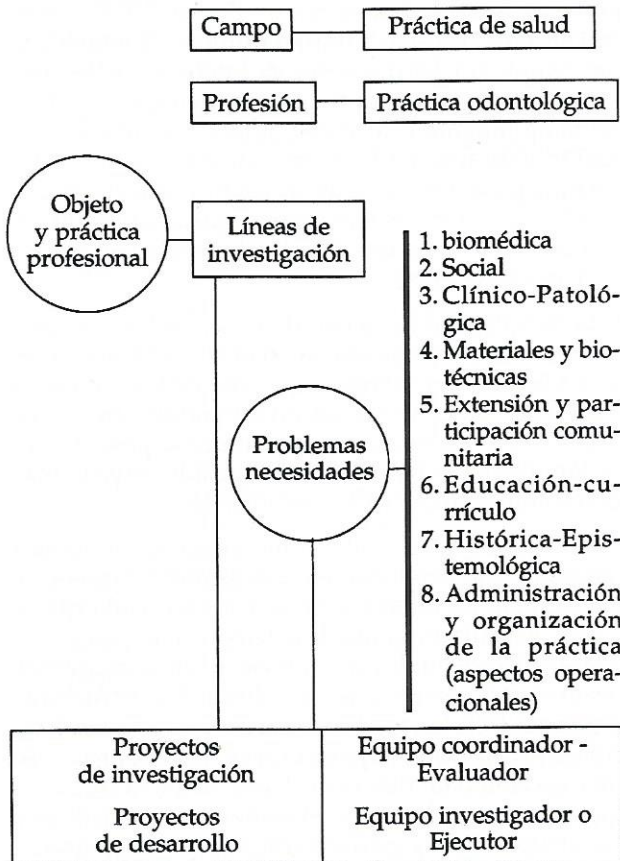 Campo
Práctica de salud
Profesión
Práctica odontológica
Objeto
y práctica
profesional
Líneas de
investigación
Problemas
necesidades
1. biomédica
2. Social
3. Clínico-Patoló-
gica
4. Materiales y bio-
técnicas
5. Extensión y par-
ticipación comu-
nitaria
6. Educación-cu-
rrículo
7. Histórica-Epis-
temológica
8. Administración
y organización
de la práctica
(aspectos opera-
cionales)
Proyectos
de investigación
Equipo coordinador -
Evaluador
Proyectos
de desarrollo
Equipo investigador o
Ejecutor